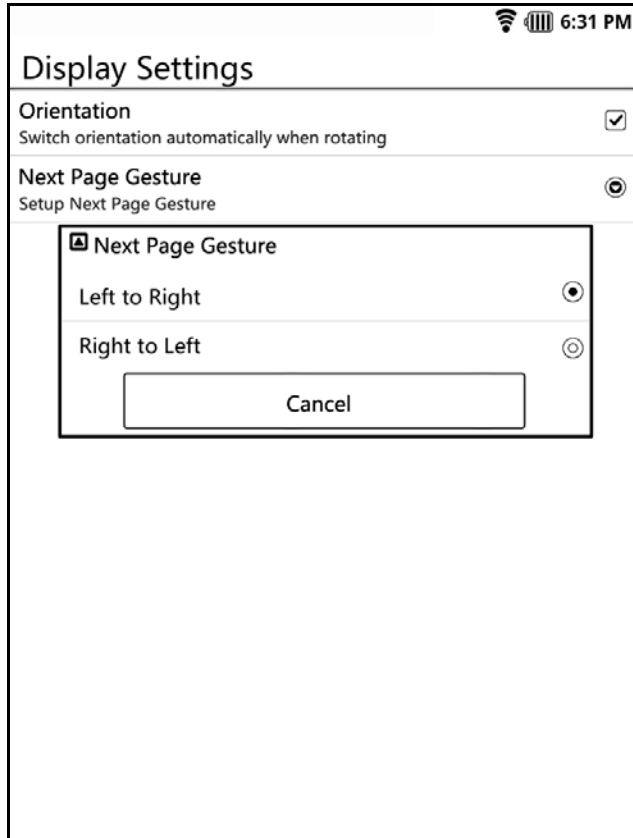 6:31 PM
Display Settings
Orientation
Switch orientation automatically when rotating
Next Page Gesture
Setup Next Page Gesture
Next Page Gesture
Left to Right
Right to Left
Cancel